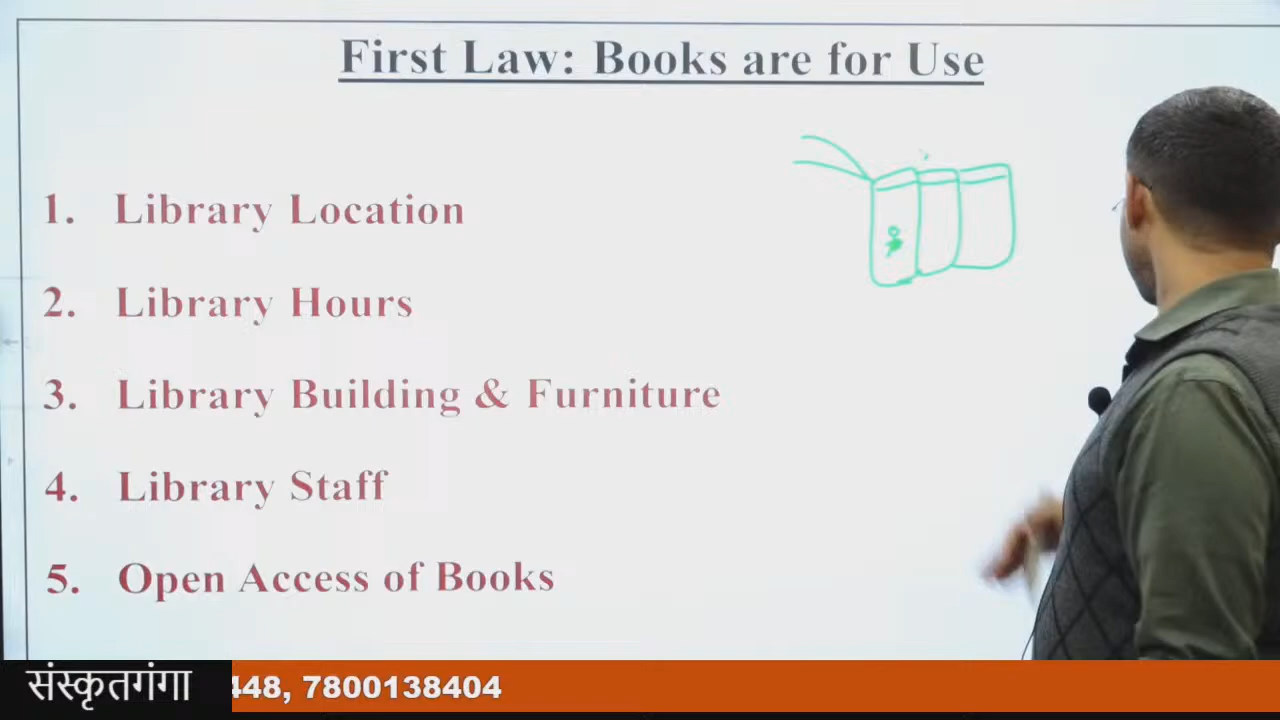 First Law: Books are for Use
1. Library Location
2. Library Hours
3. Library Building & Furniture
4. Library Staff
5. Open Access of Books
संस्कृतगंगा 448, 7800138404